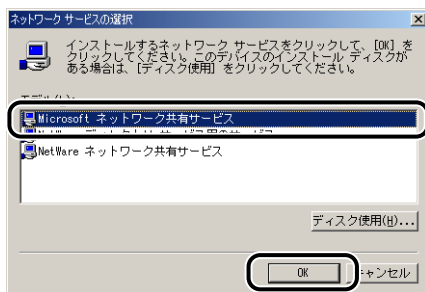 ネットワーク サービスの選択
インストールするネットワーク サービスをクリックして、[OK] を
クリックしてください。このデバイスのインストール ディスクが
ある場合は、[ディスク使用] をクリックしてください。
Microsoft ネットワーク共有サービス
NetWare ネットワーク共有サービス
ディスク使用(H)...
OK
キャンセル